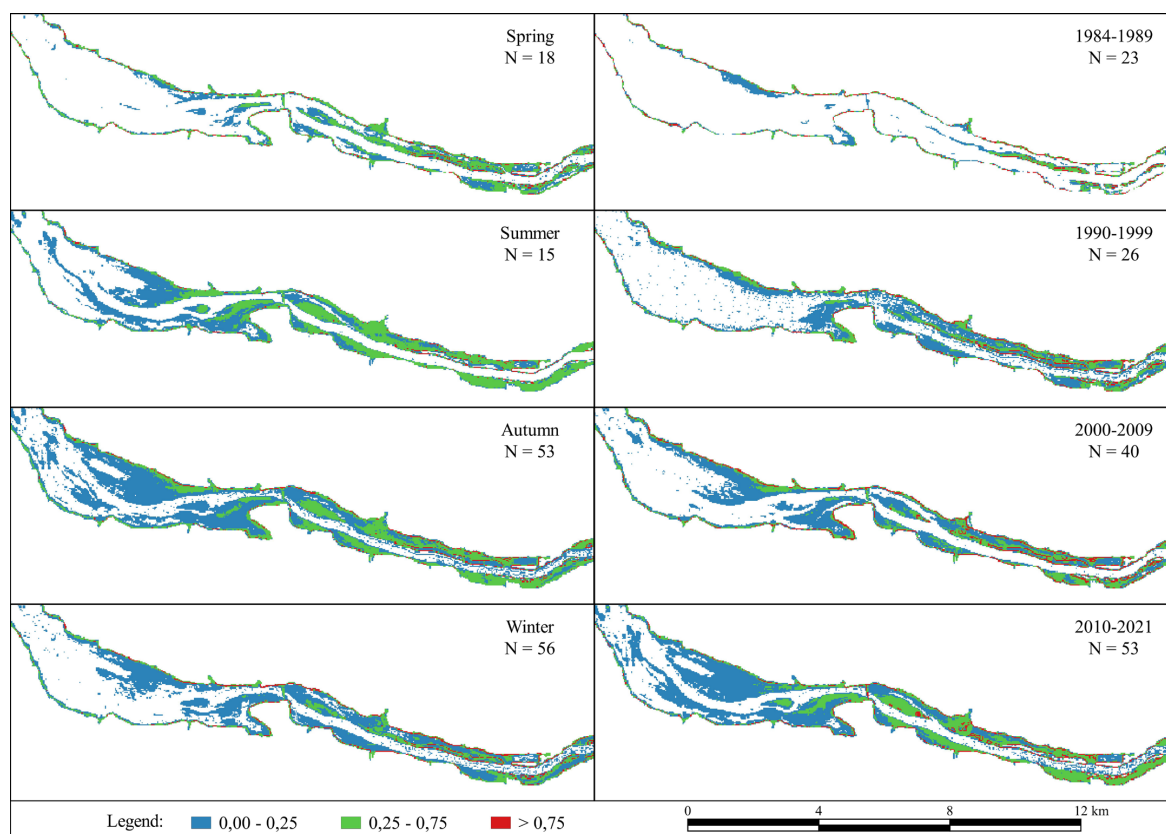 Spring
N = 18
1984-1989
N = 23
Summer
N = 15
1990-1999
N = 26
Autumn
N = 53
2000-2009
N = 40
Winter
N = 56
2010-2021
N = 53
Legend: 0,00 - 0,25 0,25 - 0,75 > 0,75
0 4 8 12 km